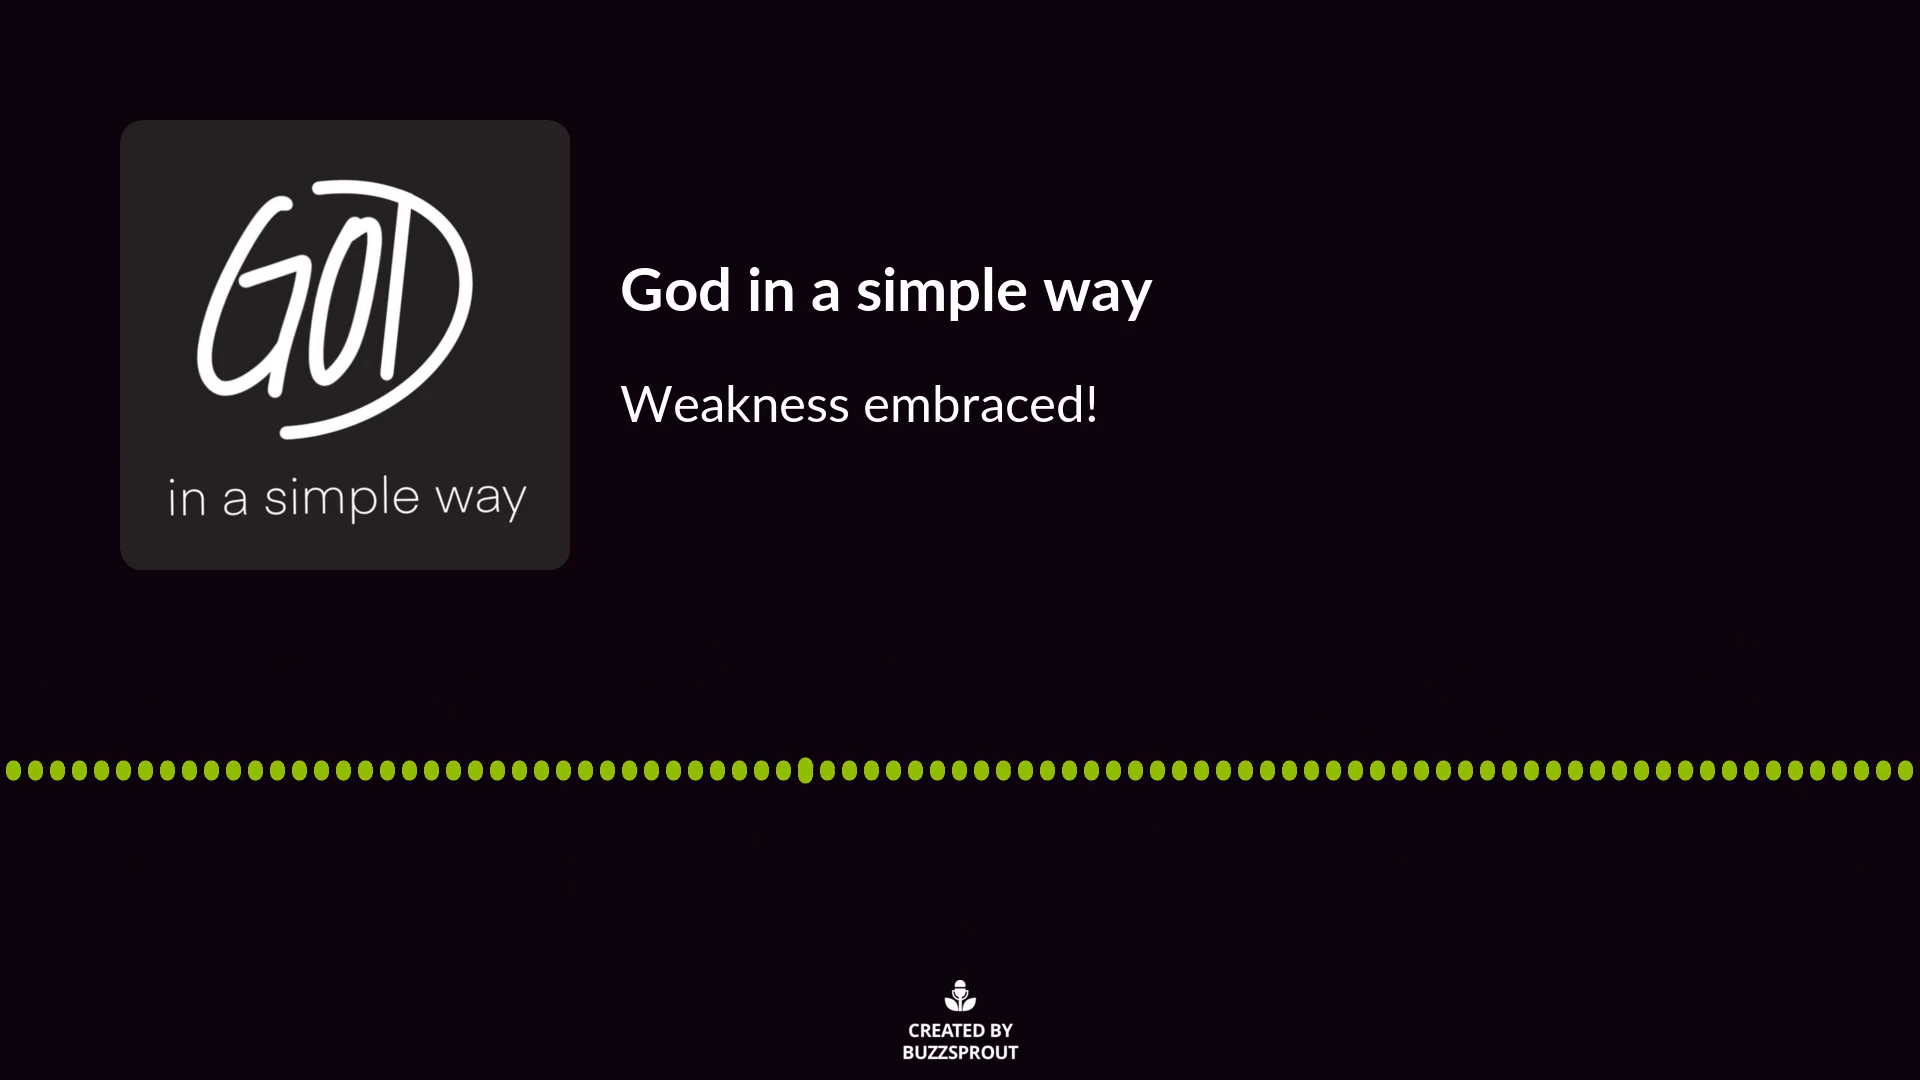 GOD
in a simple way
God in a simple way
Weakness embraced!
CREATED BY
BUZZSPROUT